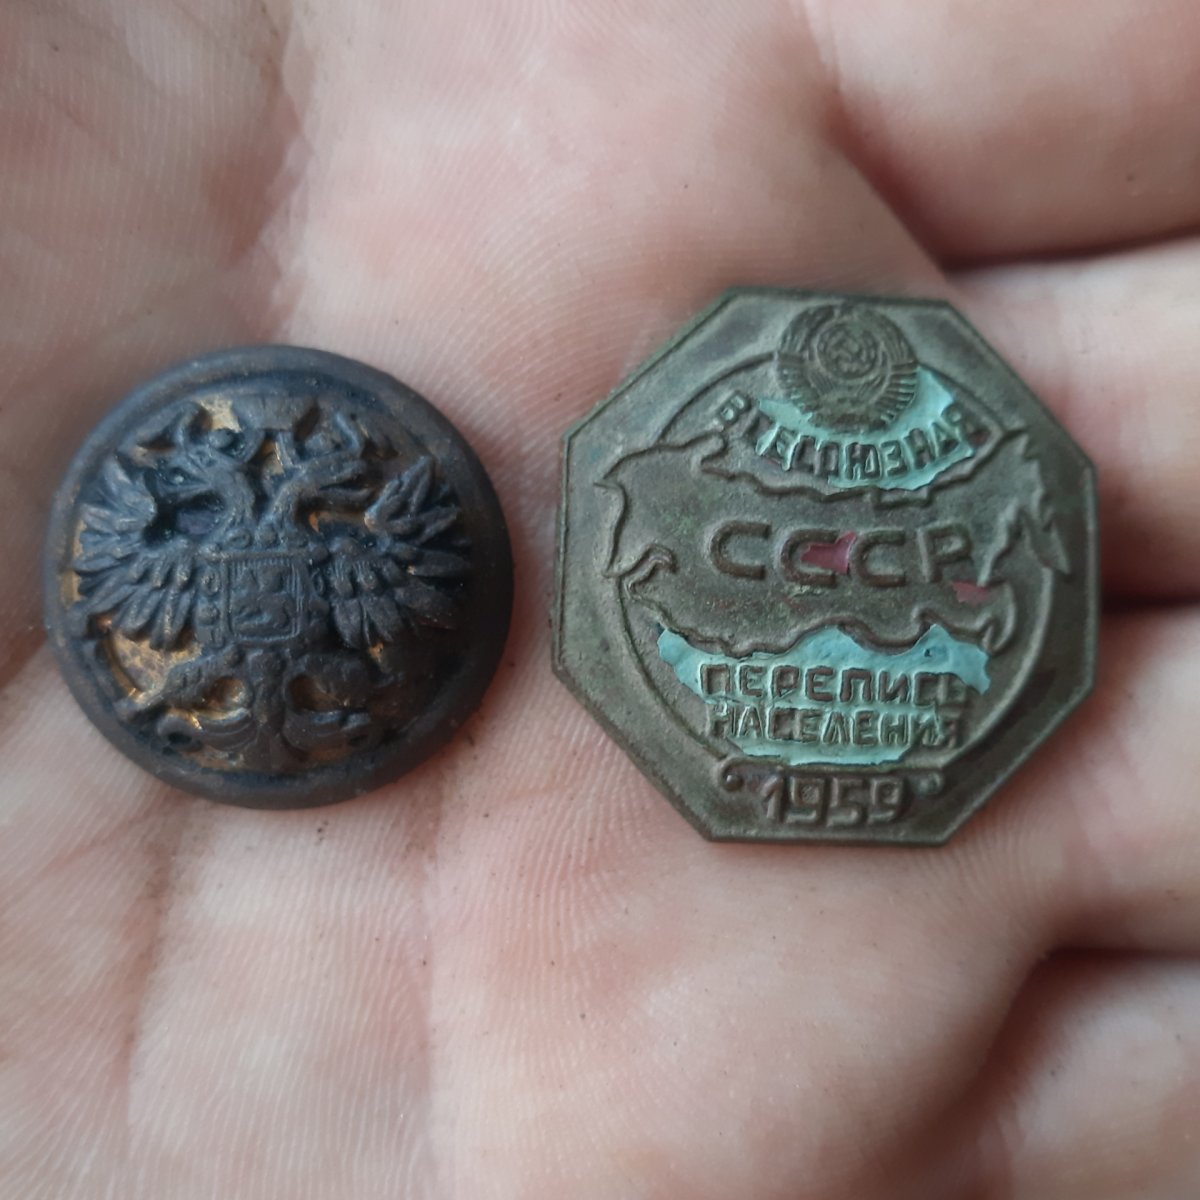 ВСЕСОЮЗНАЯ
СССР
ПЕРЕПИСЬ
НАСЕЛЕНИЯ
1959